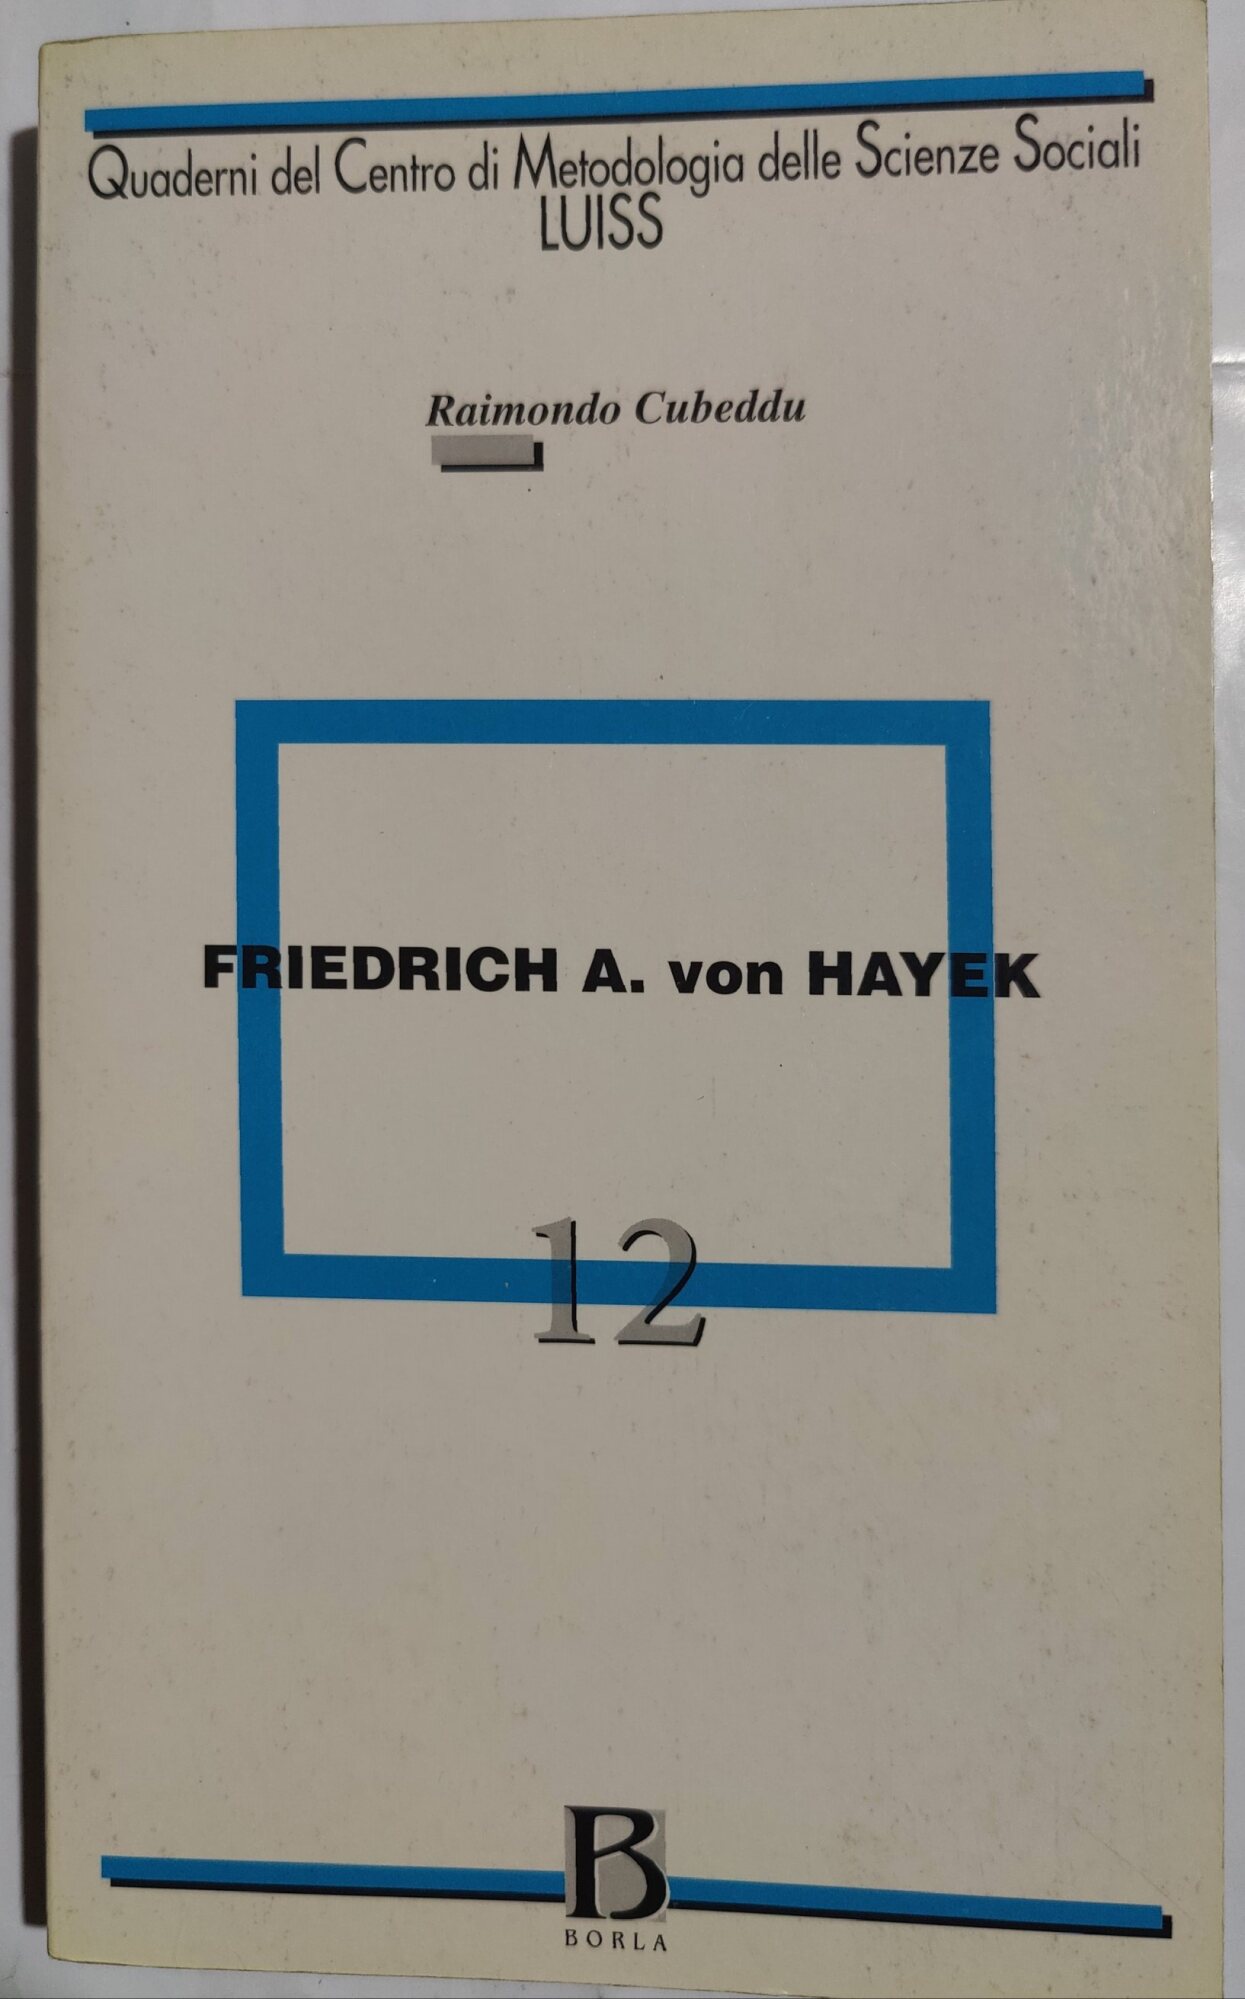 Quaderni del Centro di Metodologia delle Scienze Sociali
LUISS
Raimondo Cubeddu
FRIEDRICH A. von HAYEK
12
B
BORLA